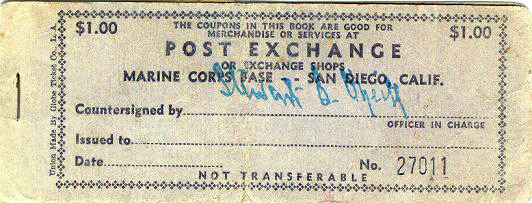 THE COUPONS IN THIS BOOK ARE GOOD FOR
$1.00 MERCHANDISE OR SERVICES AT $1.00
POST EXCHANGE
OR EXCHANGE SHOPS
MARINE CORPS BASE - SAN DIEGO, CALIF.
Countersigned by
OFFICER IN CHARGE
Issued to
Date
No. 27011
NOT TRANSFERABLE
Union Made By Globe Ticket Co. L. A.